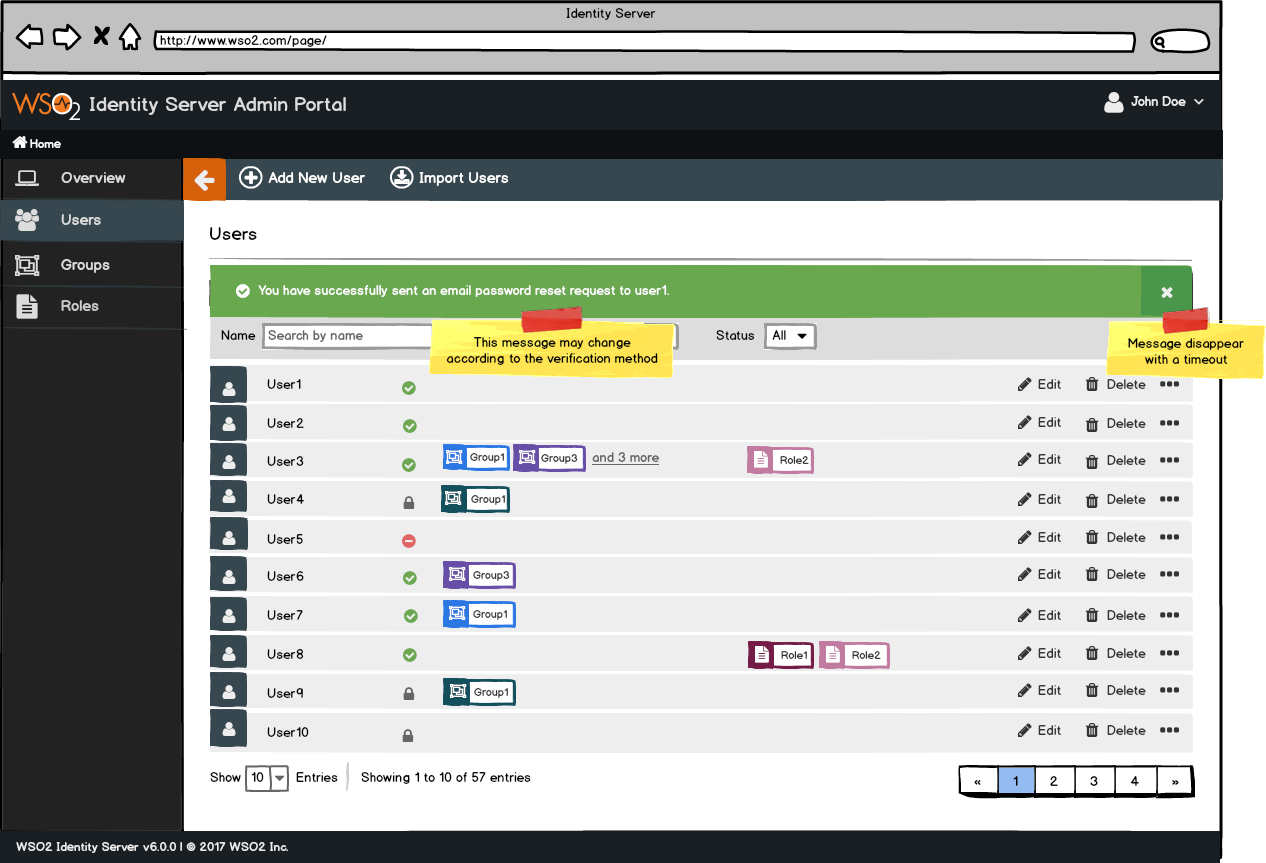 Identity Server
http://www.wso2.com/page/
WSO2 Identity Server Admin Portal
John Doe
Home
Overview
Add New User
Import Users
Users
Groups
Roles
Users
You have successfully sent an email password reset request to user1.
Name
Search by name
Status
All
This message may change
according to the verification method
Message disappear
with a timeout
User1
Edit
Delete
User2
Edit
Delete
User3
Group1
Group3
and 3 more
Role2
Edit
Delete
User4
Group1
Edit
Delete
User5
Edit
Delete
User6
Group3
Edit
Delete
User7
Group1
Edit
Delete
User8
Role1
Role2
Edit
Delete
User9
Group1
Edit
Delete
User10
Edit
Delete
Show 10 Entries
Showing 1 to 10 of 57 entries
« 1 2 3 4 »
WSO2 Identity Server v6.0.0 | © 2017 WSO2 Inc.